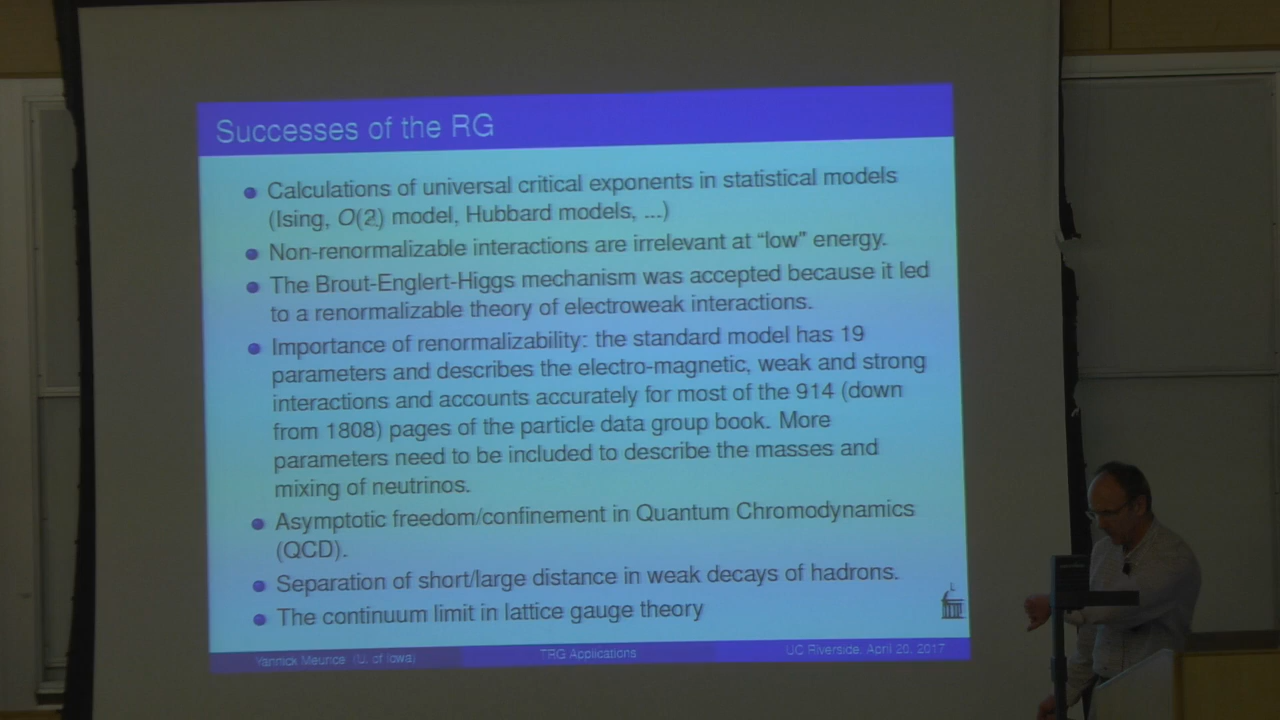 Successes of the RG
Calculations of universal critical exponents in statistical models
(Ising, O(2) model, Hubbard models, ...)
Non-renormalizable interactions are irrelevant at “low” energy.
The Brout-Englert-Higgs mechanism was accepted because it led
to a renormalizable theory of electroweak interactions.
Importance of renormalizability: the standard model has 19
parameters and describes the electro-magnetic, weak and strong
interactions and accounts accurately for most of the 914 (down
from 1808) pages of the particle data group book. More
parameters need to be included to describe the masses and
mixing of neutrinos.
Asymptotic freedom/confinement in Quantum Chromodynamics
(QCD).
Separation of short/large distance in weak decays of hadrons.
The continuum limit in lattice gauge theory
Yannick Meurice (U. of Iowa)
TRG Applications
UC Riverside, April 20, 2017